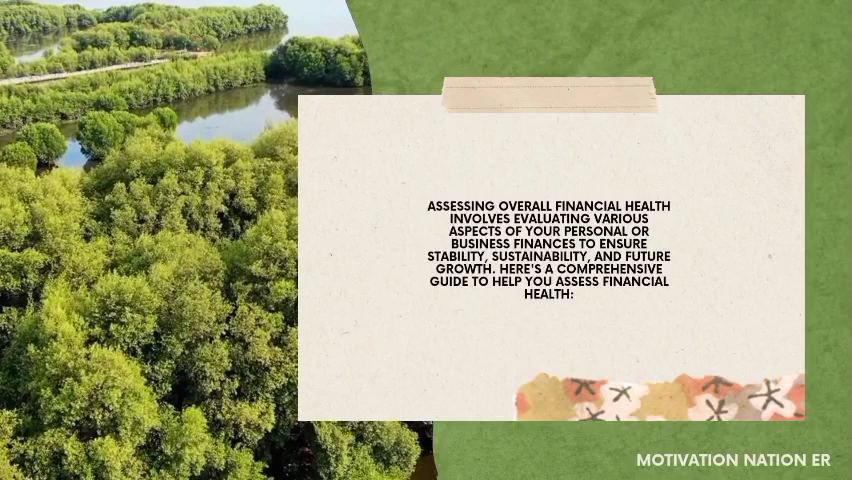 ASSESSING OVERALL FINANCIAL HEALTH
INVOLVES EVALUATING VARIOUS
ASPECTS OF YOUR PERSONAL OR
BUSINESS FINANCES TO ENSURE
STABILITY, SUSTAINABILITY, AND FUTURE
GROWTH. HERE'S A COMPREHENSIVE
GUIDE TO HELP YOU ASSESS FINANCIAL
HEALTH:
MOTIVATION NATION ER